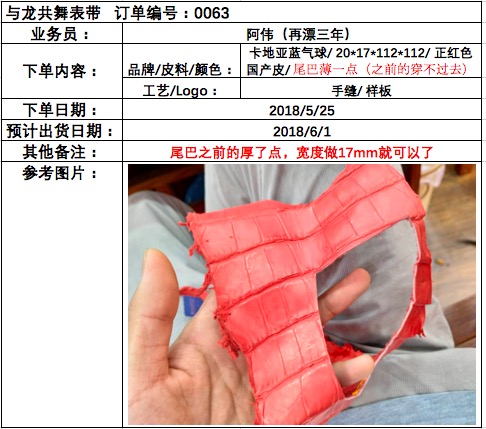 与龙共舞表带 订单编号：0063
业务员： 阿伟（再漂三年）
下单内容： 品牌/皮料/颜色： 卡地亚蓝气球/ 20*17*112*112/ 正红色
国产皮/ 尾巴薄一点（之前的穿不过去）
工艺/Logo： 手缝/ 样板
下单日期： 2018/5/25
预计出货日期： 2018/6/1
其他备注： 尾巴之前的厚了点，宽度做17mm就可以了
参考图片：